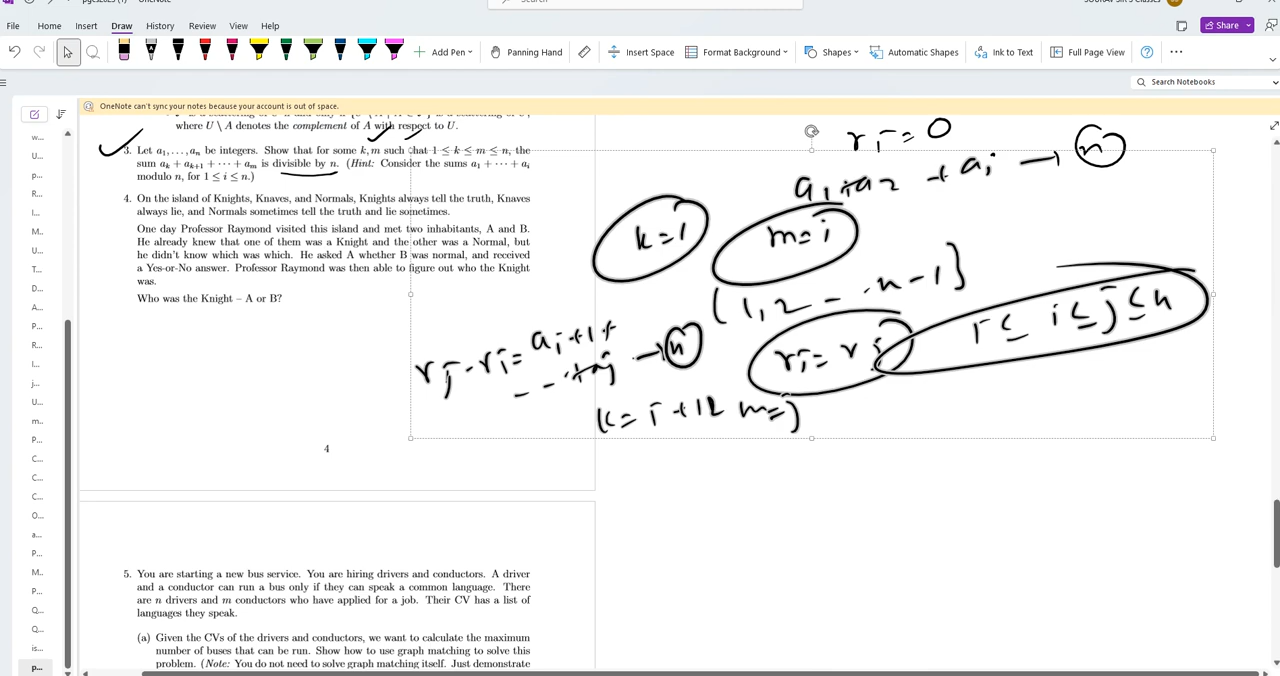 File Home Insert Draw History Review View Help
Share
Add Pen
Panning Hand
Insert Space
Format Background
Shapes
Automatic Shapes
Ink to Text
Full Page View
Search Notebooks
OneNote can't sync your notes because your account is out of space.
where U \ A denotes the complement of A with respect to U.
3. Let a1, . . . , an be integers. Show that for some k, m such that 1 ≤ k ≤ m ≤ n, the
sum ak + ak+1 + · · · + am is divisible by n. (Hint: Consider the sums a1 + · · · + ai
modulo n, for 1 ≤ i ≤ n.)
4. On the island of Knights, Knaves, and Normals, Knights always tell the truth, Knaves
always lie, and Normals sometimes tell the truth and lie sometimes.
One day Professor Raymond visited this island and met two inhabitants, A and B.
He already knew that one of them was a Knight and the other was a Normal, but
he didn't know which was which. He asked A whether B was normal, and received
a Yes-or-No answer. Professor Raymond was then able to figure out who the Knight
was.
Who was the Knight – A or B?
4
ri = 0
a1 + a2 + ai → n
k = 1 m = i
{1, 2 - . n-1}
ri = rj 1 ≤ i ≤ j ≤ n
rj - ri = ai+1 +
- - + aj → n
k = i+1 & m = j
5. You are starting a new bus service. You are hiring drivers and conductors. A driver
and a conductor can run a bus only if they can speak a common language. There
are n drivers and m conductors who have applied for a job. Their CV has a list of
languages they speak.
(a) Given the CVs of the drivers and conductors, we want to calculate the maximum
number of buses that can be run. Show how to use graph matching to solve this
problem. (Note: You do not need to solve graph matching itself. Just demonstrate
w...
U...
p...
R...
I...
M...
U...
T...
D...
A...
P...
I...
j...
U...
m...
P...
C...
C...
O...
a...
P...
M...
P...
Q...
Q...
is...
p...